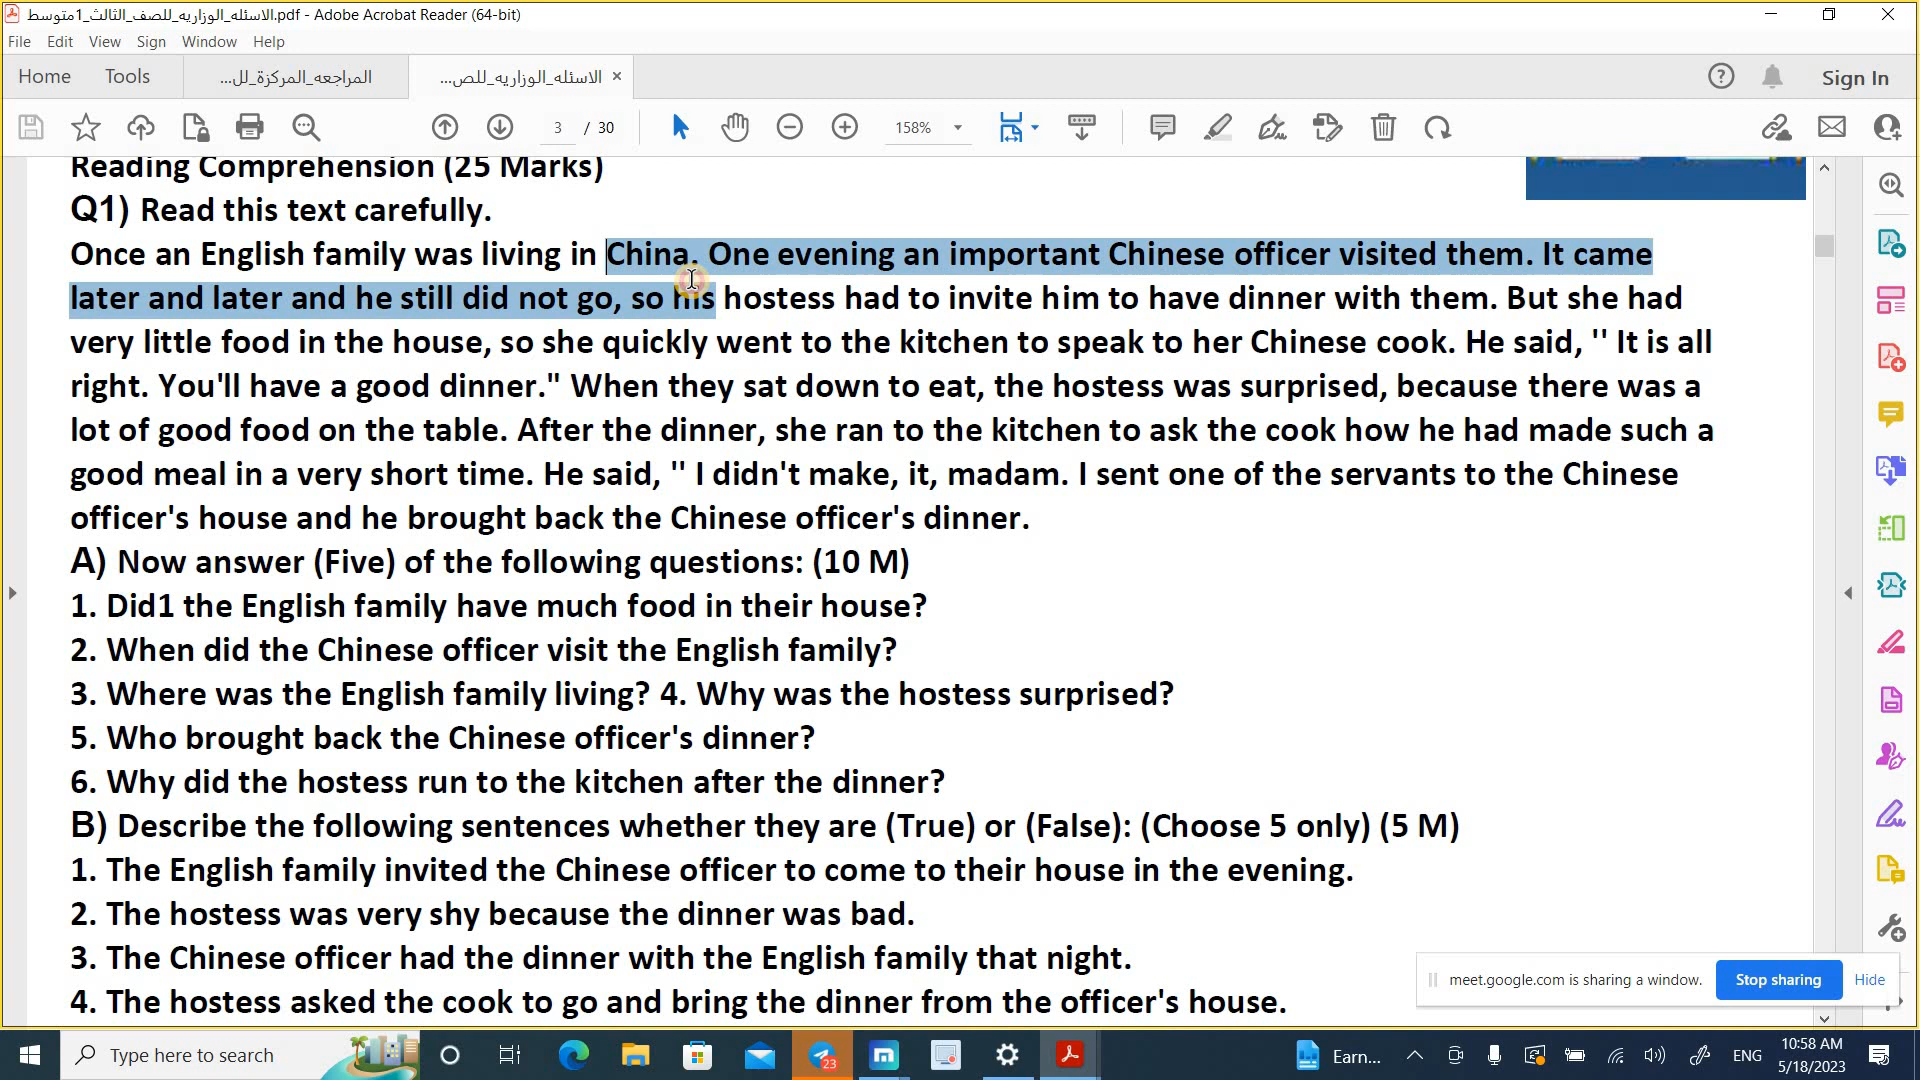 الاسئله_الوزاريه_للصف_الثالث_1متوسط.pdf - Adobe Acrobat Reader (64-bit)
File Edit View Sign Window Help
Home Tools المراجعه_المركزة_لل... الاسئله_الوزاريه_للص... × Sign In
3 / 30 158%
Reading Comprehension (25 Marks)
Q1) Read this text carefully.
Once an English family was living in China. One evening an important Chinese officer visited them. It came
later and later and he still did not go, so his hostess had to invite him to have dinner with them. But she had
very little food in the house, so she quickly went to the kitchen to speak to her Chinese cook. He said, '' It is all
right. You'll have a good dinner." When they sat down to eat, the hostess was surprised, because there was a
lot of good food on the table. After the dinner, she ran to the kitchen to ask the cook how he had made such a
good meal in a very short time. He said, '' I didn't make, it, madam. I sent one of the servants to the Chinese
officer's house and he brought back the Chinese officer's dinner.
A) Now answer (Five) of the following questions: (10 M)
1. Did1 the English family have much food in their house?
2. When did the Chinese officer visit the English family?
3. Where was the English family living? 4. Why was the hostess surprised?
5. Who brought back the Chinese officer's dinner?
6. Why did the hostess run to the kitchen after the dinner?
B) Describe the following sentences whether they are (True) or (False): (Choose 5 only) (5 M)
1. The English family invited the Chinese officer to come to their house in the evening.
2. The hostess was very shy because the dinner was bad.
3. The Chinese officer had the dinner with the English family that night.
4. The hostess asked the cook to go and bring the dinner from the officer's house.
meet.google.com is sharing a window. Stop sharing Hide
Type here to search 23 Earn... ENG 10:58 AM
5/18/2023